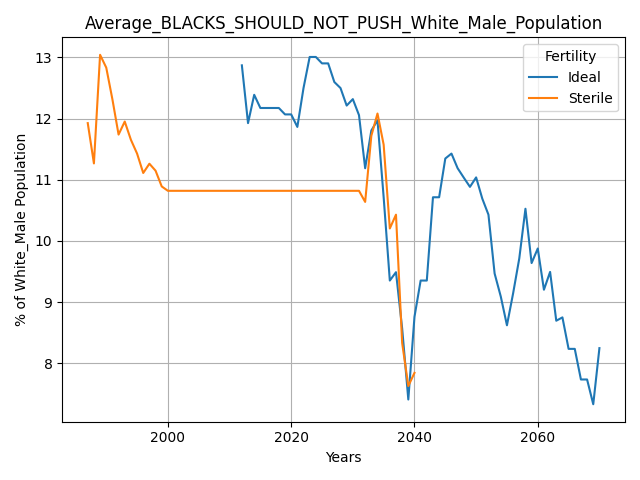 Average_BLACKS_SHOULD_NOT_PUSH_White_Male_Population
Fertility
Ideal
Sterile
% of White_Male Population
13
12
11
10
9
8
2000 2020 2040 2060
Years